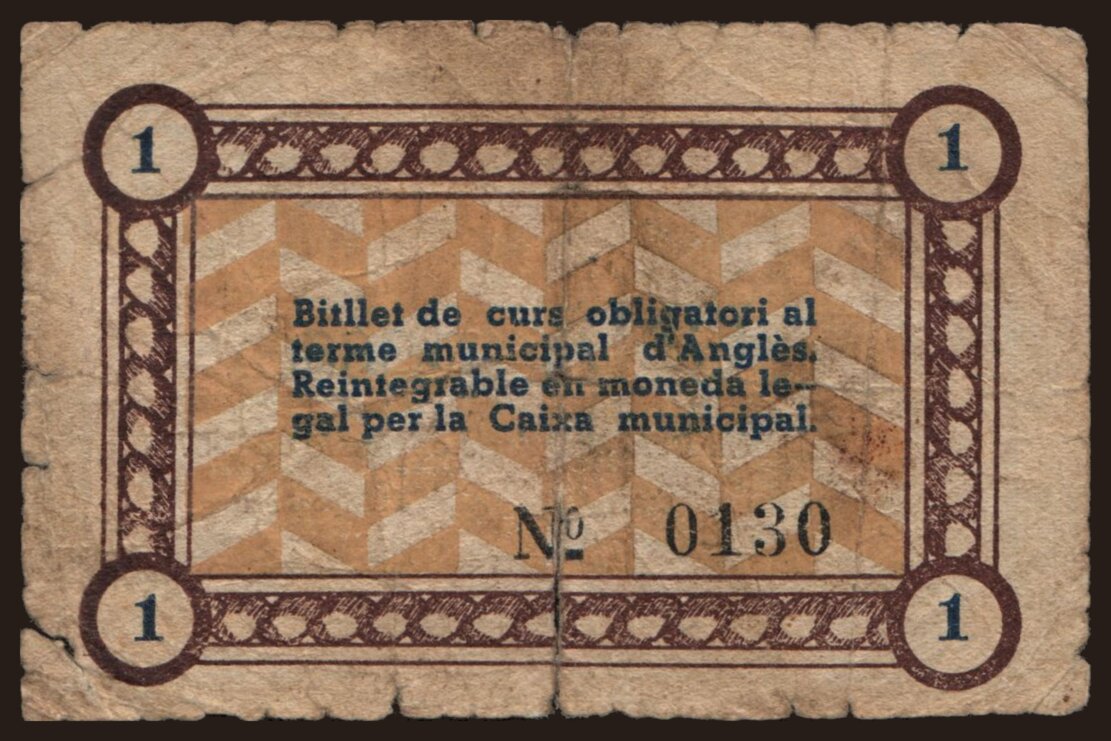 1 1
Bitllet de curs obligatori al
terme municipal d'Anglès.
Reintegrable en moneda le-
gal per la Caixa municipal.
Nº 0130
1 1